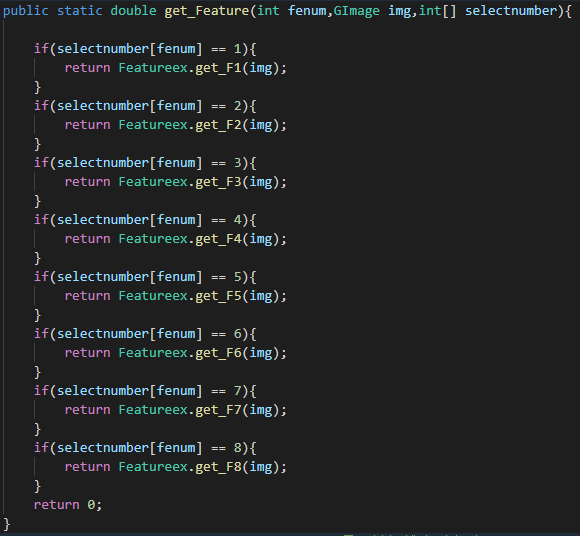 public static double get_Feature(int fenum,GImage img,int[] selectnumber){
if(selectnumber[fenum] == 1){
return Featureex.get_F1(img);
}
if(selectnumber[fenum] == 2){
return Featureex.get_F2(img);
}
if(selectnumber[fenum] == 3){
return Featureex.get_F3(img);
}
if(selectnumber[fenum] == 4){
return Featureex.get_F4(img);
}
if(selectnumber[fenum] == 5){
return Featureex.get_F5(img);
}
if(selectnumber[fenum] == 6){
return Featureex.get_F6(img);
}
if(selectnumber[fenum] == 7){
return Featureex.get_F7(img);
}
if(selectnumber[fenum] == 8){
return Featureex.get_F8(img);
}
return 0;
}